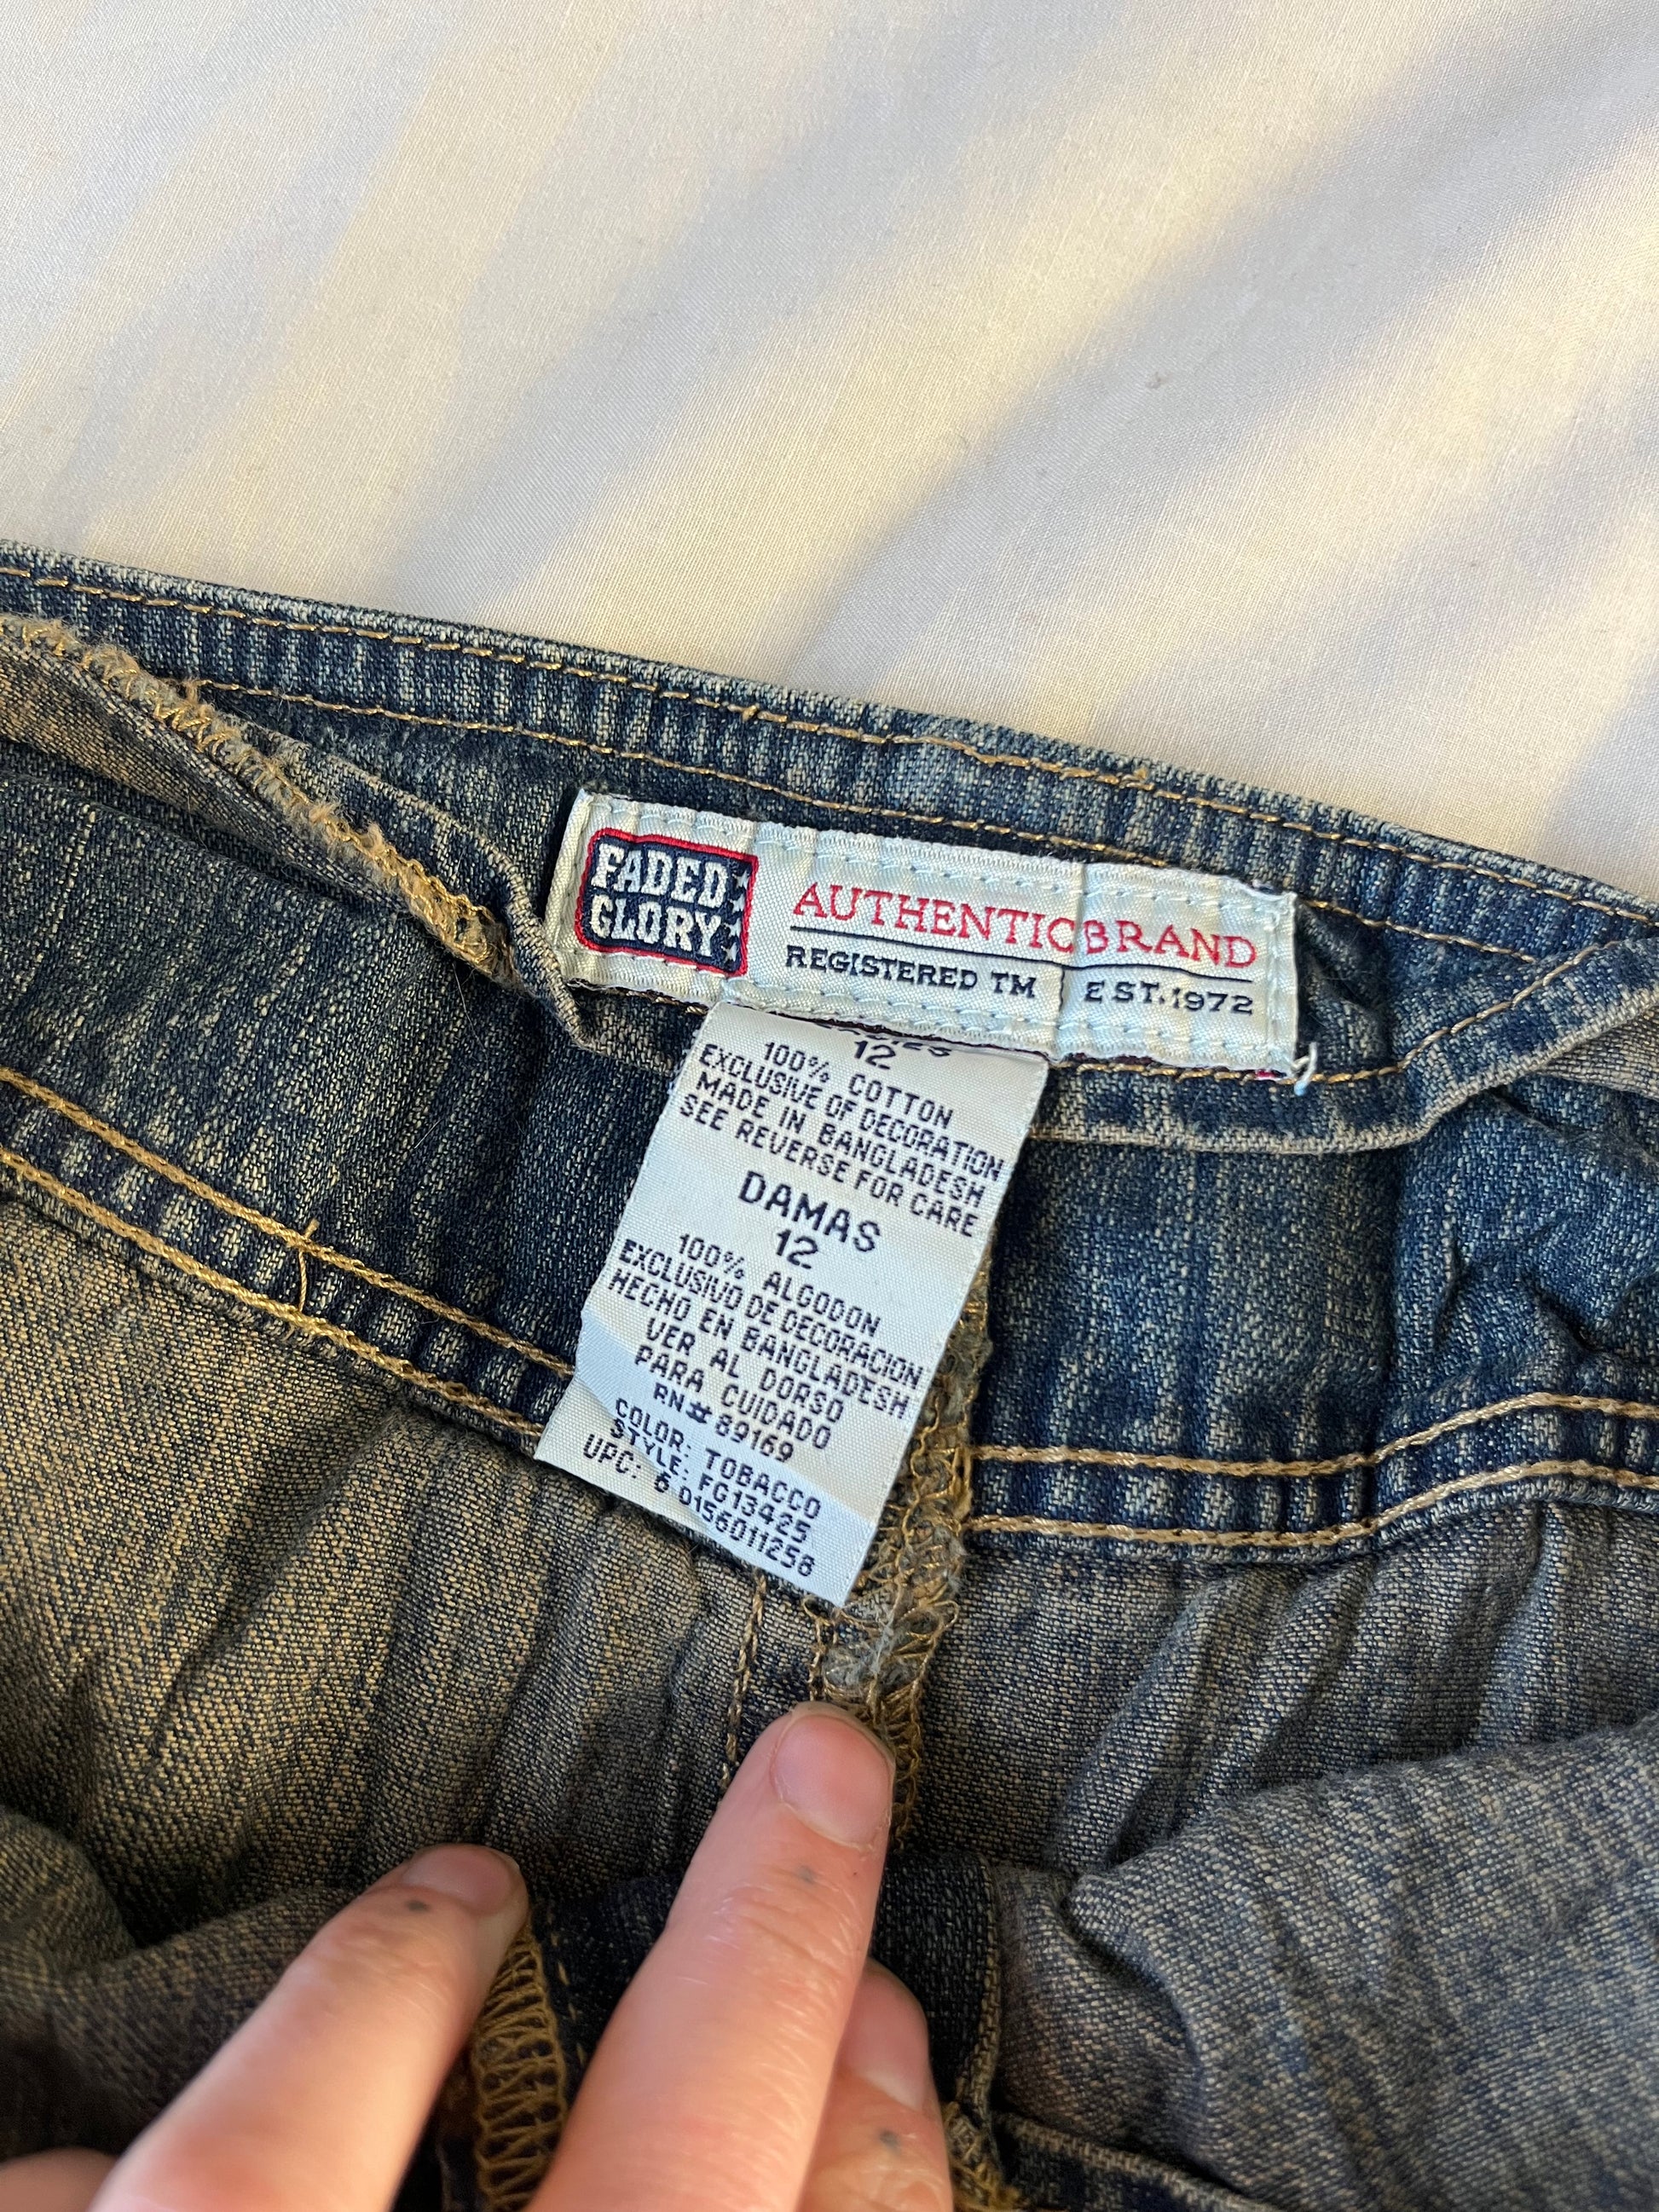 FADED
GLORY
AUTHENTIC BRAND
REGISTERED TM EST. 1972
12
100% COTTON
EXCLUSIVE OF DECORATION
MADE IN BANGLADESH
SEE REVERSE FOR CARE
DAMAS
12
100% ALGODON
EXCLUSIVO DE DECORACION
HECHO EN BANGLADESH
VER AL DORSO
PARA CUIDADO
RN# 89169
COLOR: TOBACCO
STYLE: FG13425
UPC: 6 0156011258